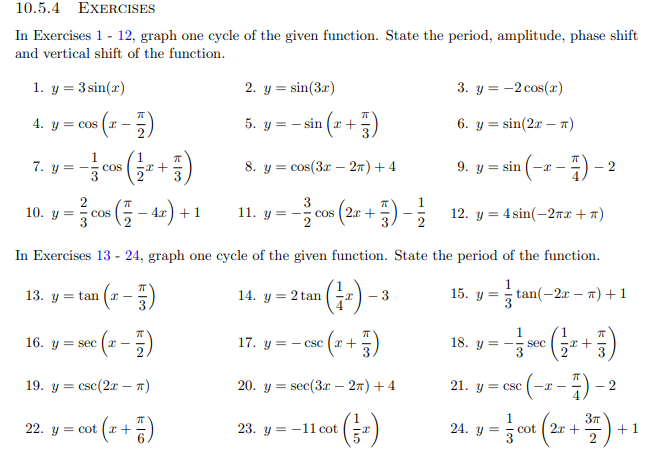 10.5.4 EXERCISES
In Exercises 1 - 12, graph one cycle of the given function. State the period, amplitude, phase shift
and vertical shift of the function.
1. y = 3 sin(x) 2. y = sin(3x) 3. y = −2 cos(x)
4. y = cos (x − π/2) 5. y = − sin (x + π/3) 6. y = sin(2x − π)
7. y = −1/3 cos (1/2 x + π/3) 8. y = cos(3x − 2π) + 4 9. y = sin (−x − π/4) − 2
10. y = 2/3 cos (π/2 − 4x) + 1 11. y = −3/2 cos (2x + π/3) − 1/2 12. y = 4 sin(−2πx + π)
In Exercises 13 - 24, graph one cycle of the given function. State the period of the function.
13. y = tan (x − π/3) 14. y = 2 tan (1/4 x) − 3 15. y = 1/3 tan(−2x − π) + 1
16. y = sec (x − π/2) 17. y = − csc (x + π/3) 18. y = −1/3 sec (1/2 x + π/3)
19. y = csc(2x − π) 20. y = sec(3x − 2π) + 4 21. y = csc (−x − π/4) − 2
22. y = cot (x + π/6) 23. y = −11 cot (1/5 x) 24. y = 1/3 cot (2x + 3π/2) + 1